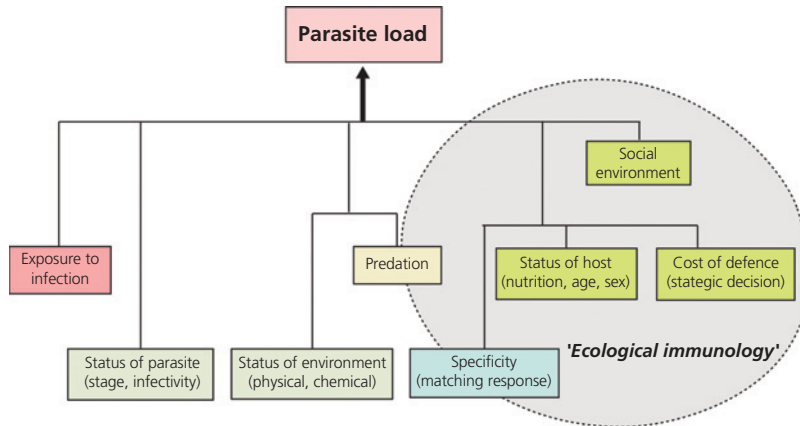 Parasite load
Social
environment
Exposure to
infection
Predation
Status of host
(nutrition, age, sex)
Cost of defence
(stategic decision)
Status of parasite
(stage, infectivity)
Status of environment
(physical, chemical)
Specificity
(matching response)
'Ecological immunology'